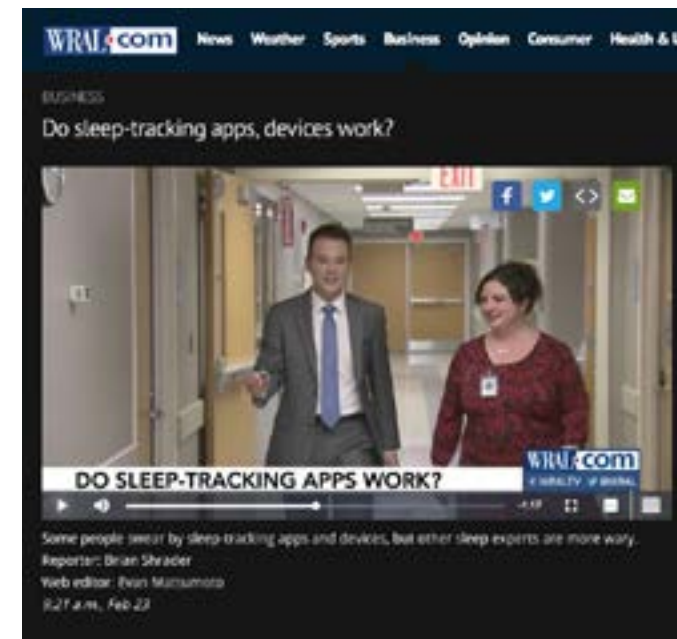 WRAL.com News Weather Sports Business Opinion Consumer Health &
BUSINESS
Do sleep-tracking apps, devices work?
EXIT
DO SLEEP-TRACKING APPS WORK?
WRAL.com
Some people swear by sleep-tracking apps and devices, but other sleep experts are more wary.
Reporter: Brian Shrader
Web editor: Evan Matsumoto
9:21 a.m., Feb 23